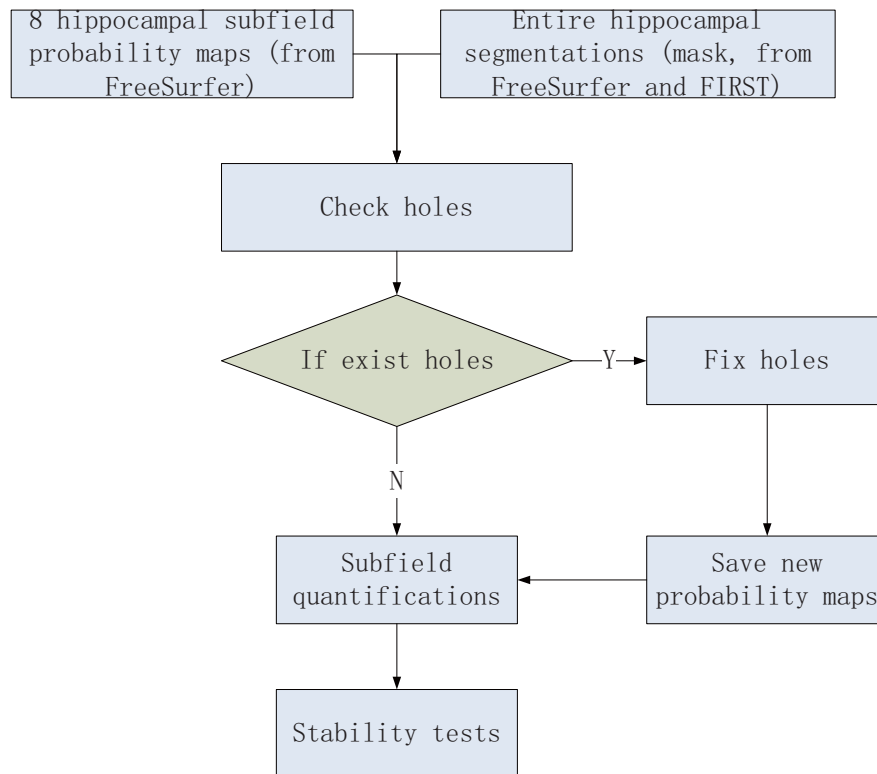 8 hippocampal subfield
probability maps (from
FreeSurfer)
Entire hippocampal
segmentations (mask, from
FreeSurfer and FIRST)
Check holes
If exist holes
Y
Fix holes
N
Subfield
quantifications
Save new
probability maps
Stability tests